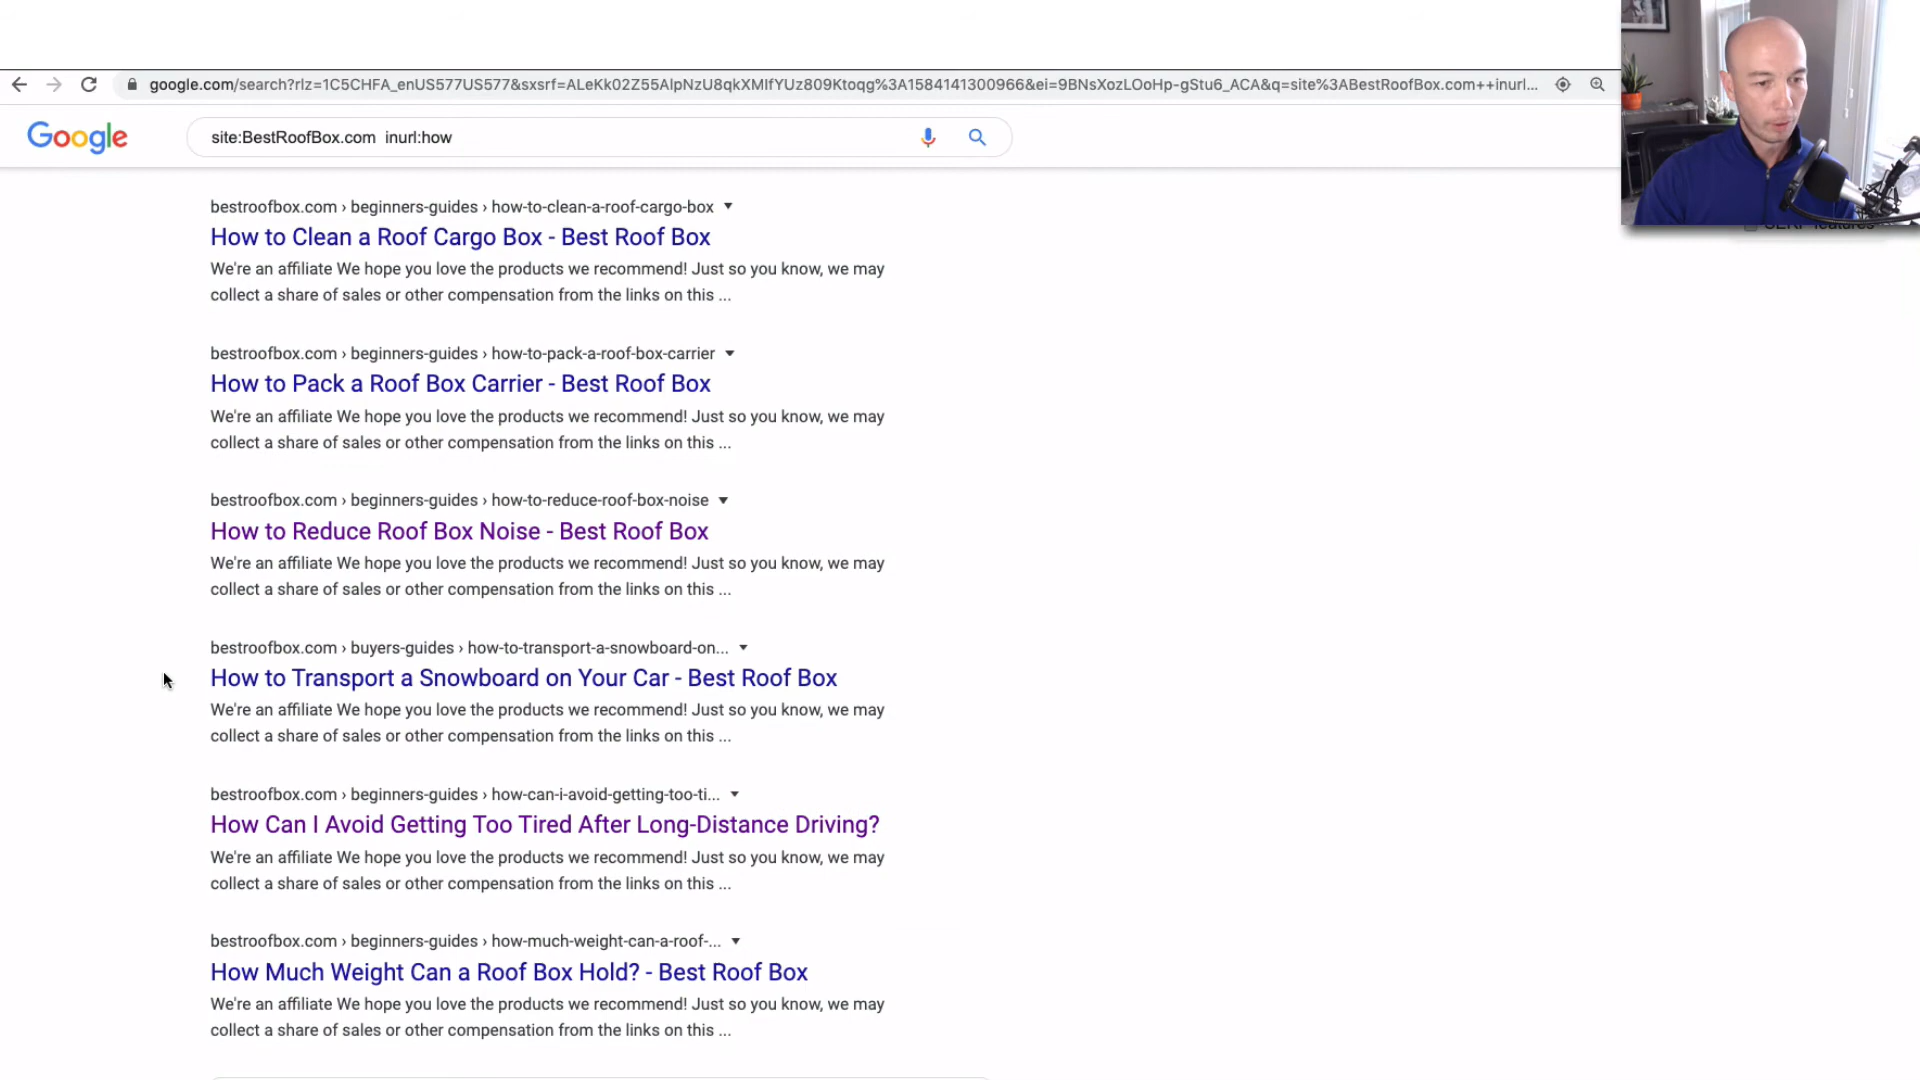 google.com/search?rlz=1C5CHFA_enUS577US577&sxsrf=ALeKk02Z55AlpNzU8qkXMIfYUz809Ktoqg%3A1584141300966&ei=9BNsXozLOoHp-gStu6_ACA&q=site%3ABestRoofBox.com++inurl...
Google
site:BestRoofBox.com inurl:how
SERP features
bestroofbox.com › beginners-guides › how-to-clean-a-roof-cargo-box
How to Clean a Roof Cargo Box - Best Roof Box
We're an affiliate We hope you love the products we recommend! Just so you know, we may
collect a share of sales or other compensation from the links on this ...
bestroofbox.com › beginners-guides › how-to-pack-a-roof-box-carrier
How to Pack a Roof Box Carrier - Best Roof Box
We're an affiliate We hope you love the products we recommend! Just so you know, we may
collect a share of sales or other compensation from the links on this ...
bestroofbox.com › beginners-guides › how-to-reduce-roof-box-noise
How to Reduce Roof Box Noise - Best Roof Box
We're an affiliate We hope you love the products we recommend! Just so you know, we may
collect a share of sales or other compensation from the links on this ...
bestroofbox.com › buyers-guides › how-to-transport-a-snowboard-on...
How to Transport a Snowboard on Your Car - Best Roof Box
We're an affiliate We hope you love the products we recommend! Just so you know, we may
collect a share of sales or other compensation from the links on this ...
bestroofbox.com › beginners-guides › how-can-i-avoid-getting-too-ti...
How Can I Avoid Getting Too Tired After Long-Distance Driving?
We're an affiliate We hope you love the products we recommend! Just so you know, we may
collect a share of sales or other compensation from the links on this ...
bestroofbox.com › beginners-guides › how-much-weight-can-a-roof-...
How Much Weight Can a Roof Box Hold? - Best Roof Box
We're an affiliate We hope you love the products we recommend! Just so you know, we may
collect a share of sales or other compensation from the links on this ...